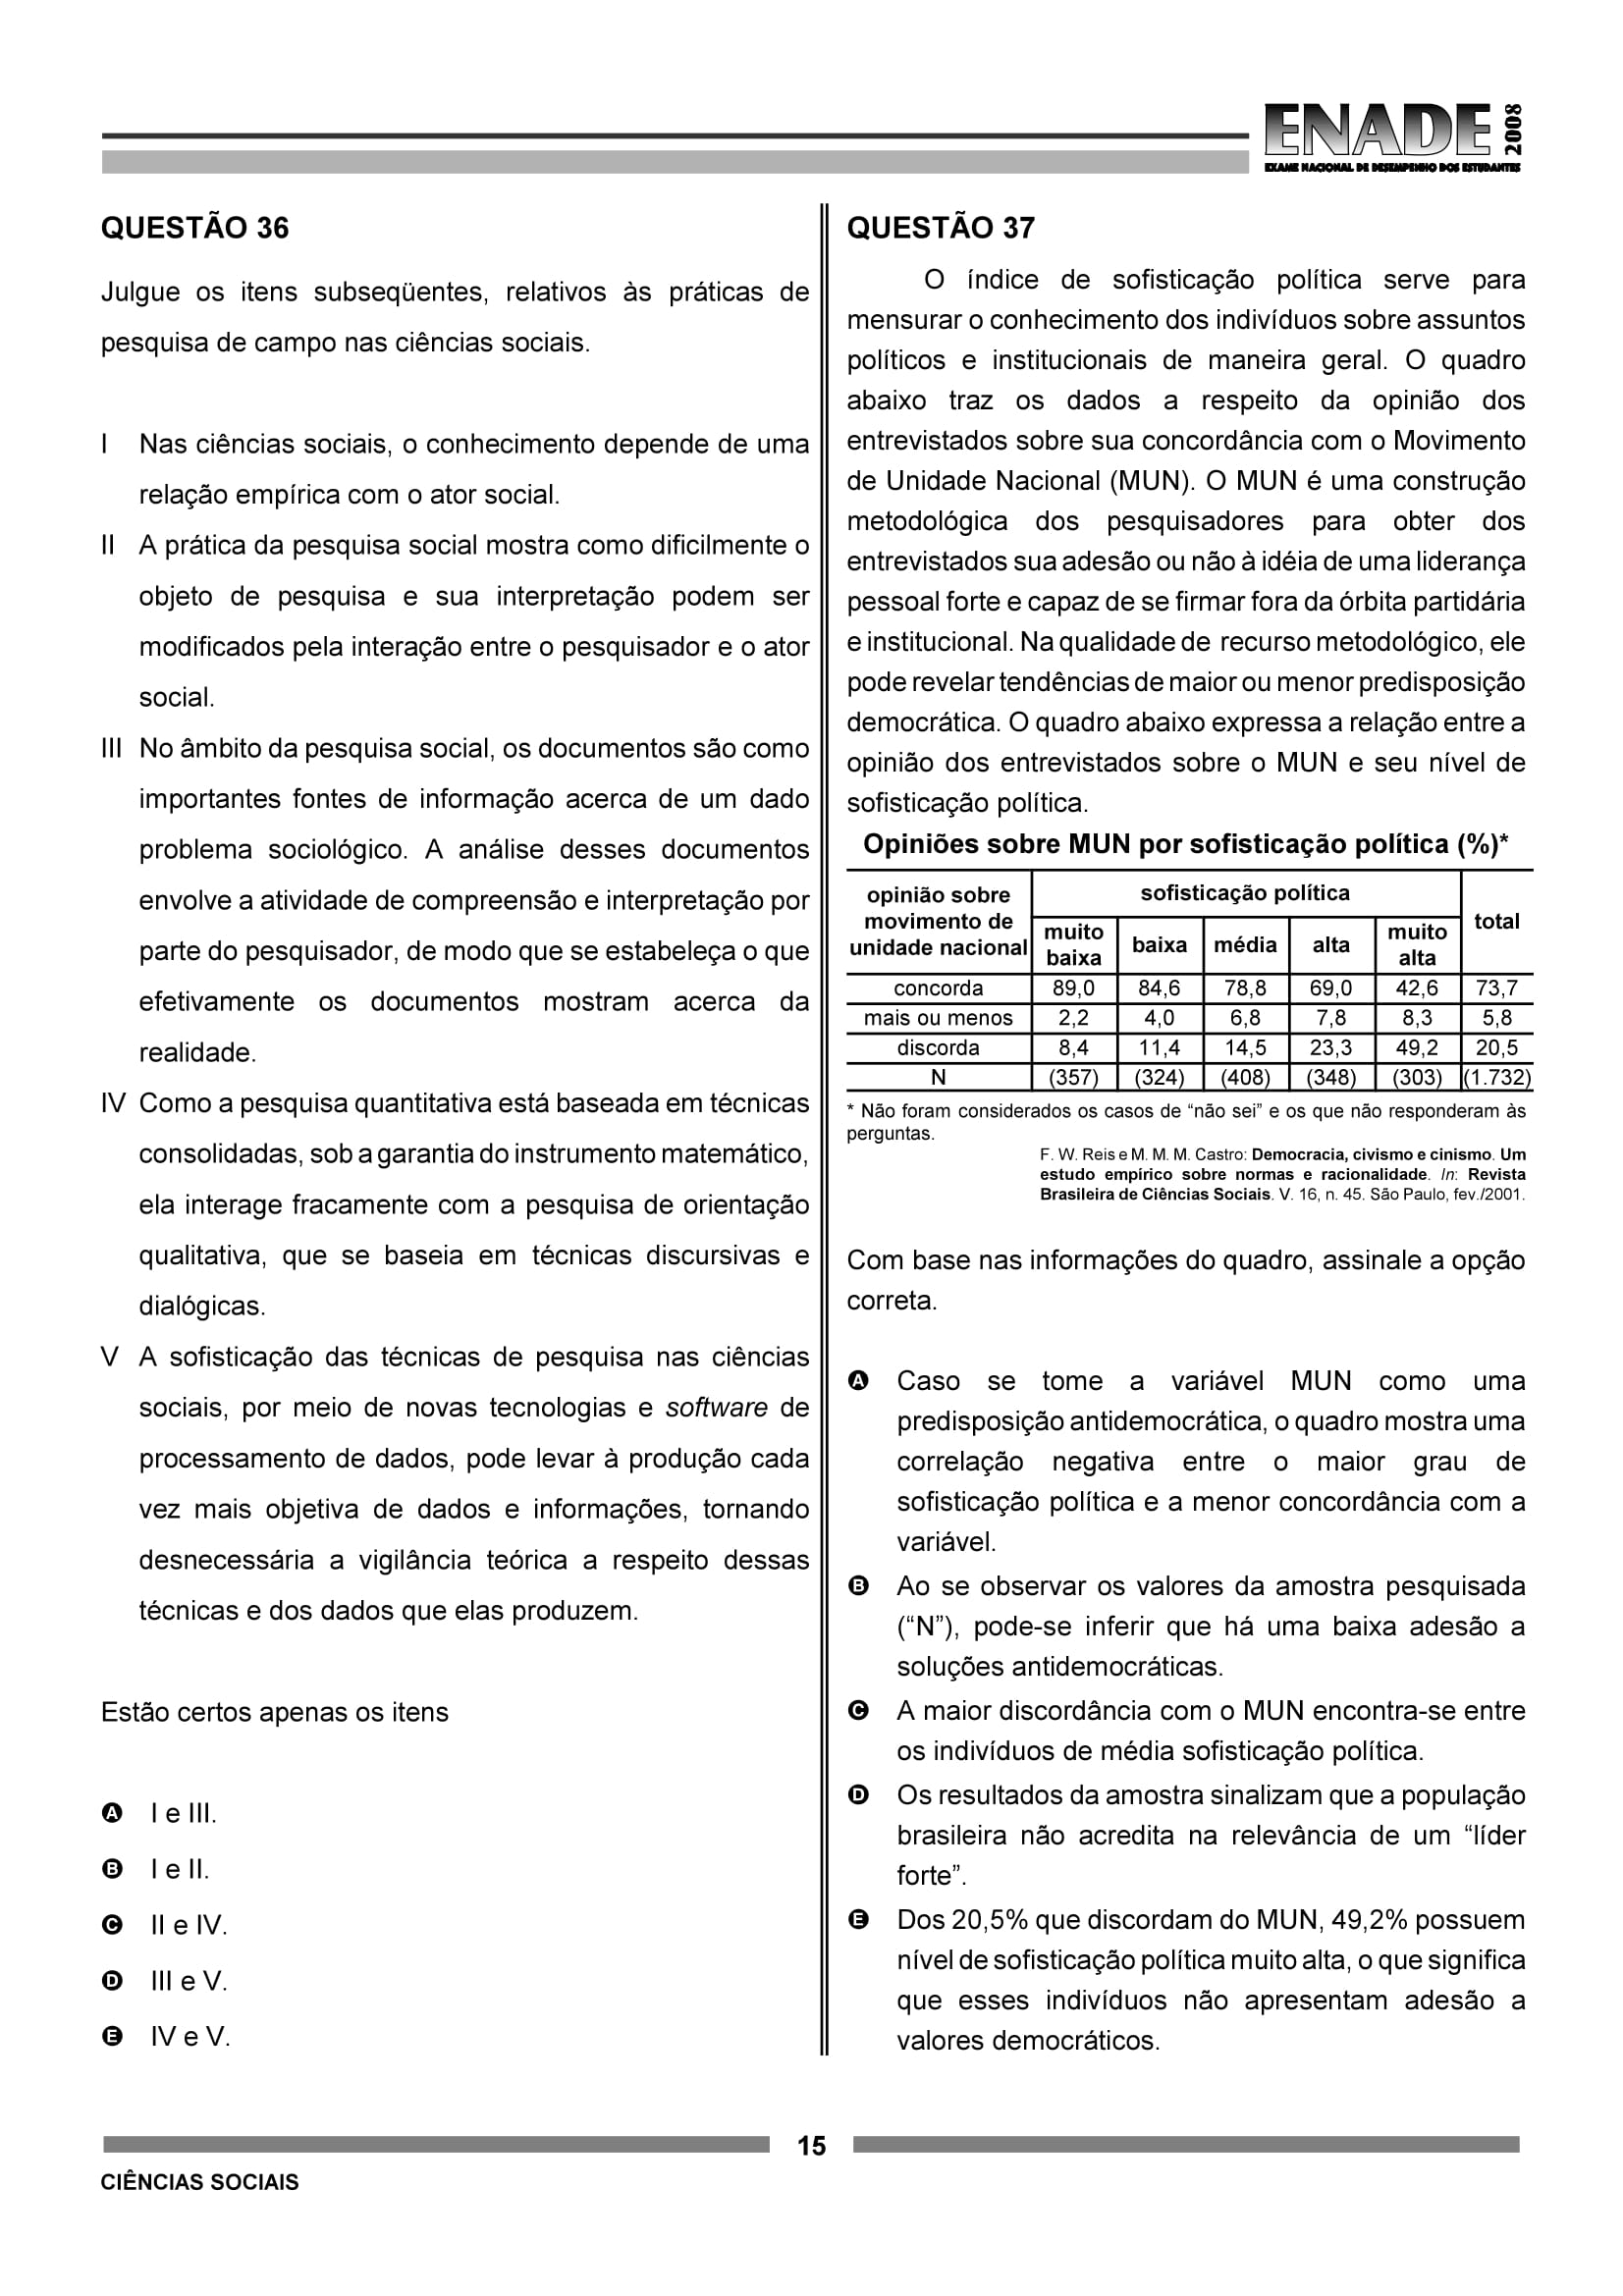 ENADE 2008
EXAME NACIONAL DE DESEMPENHO DOS ESTUDANTES
QUESTÃO 36
Julgue os itens subseqüentes, relativos às práticas de
pesquisa de campo nas ciências sociais.
I Nas ciências sociais, o conhecimento depende de uma
relação empírica com o ator social.
II A prática da pesquisa social mostra como dificilmente o
objeto de pesquisa e sua interpretação podem ser
modificados pela interação entre o pesquisador e o ator
social.
III No âmbito da pesquisa social, os documentos são como
importantes fontes de informação acerca de um dado
problema sociológico. A análise desses documentos
envolve a atividade de compreensão e interpretação por
parte do pesquisador, de modo que se estabeleça o que
efetivamente os documentos mostram acerca da
realidade.
IV Como a pesquisa quantitativa está baseada em técnicas
consolidadas, sob a garantia do instrumento matemático,
ela interage fracamente com a pesquisa de orientação
qualitativa, que se baseia em técnicas discursivas e
dialógicas.
V A sofisticação das técnicas de pesquisa nas ciências
sociais, por meio de novas tecnologias e software de
processamento de dados, pode levar à produção cada
vez mais objetiva de dados e informações, tornando
desnecessária a vigilância teórica a respeito dessas
técnicas e dos dados que elas produzem.
Estão certos apenas os itens
A I e III.
B I e II.
C II e IV.
D III e V.
E IV e V.
QUESTÃO 37
O índice de sofisticação política serve para
mensurar o conhecimento dos indivíduos sobre assuntos
políticos e institucionais de maneira geral. O quadro
abaixo traz os dados a respeito da opinião dos
entrevistados sobre sua concordância com o Movimento
de Unidade Nacional (MUN). O MUN é uma construção
metodológica dos pesquisadores para obter dos
entrevistados sua adesão ou não à idéia de uma liderança
pessoal forte e capaz de se firmar fora da órbita partidária
e institucional. Na qualidade de recurso metodológico, ele
pode revelar tendências de maior ou menor predisposição
democrática. O quadro abaixo expressa a relação entre a
opinião dos entrevistados sobre o MUN e seu nível de
sofisticação política.
Opiniões sobre MUN por sofisticação política (%)*
opinião sobre movimento de unidade nacional sofisticação política total
muito baixa baixa média alta muito alta
concorda 89,0 84,6 78,8 69,0 42,6 73,7
mais ou menos 2,2 4,0 6,8 7,8 8,3 5,8
discorda 8,4 11,4 14,5 23,3 49,2 20,5
N (357) (324) (408) (348) (303) (1.732)
* Não foram considerados os casos de “não sei” e os que não responderam às
perguntas.
F. W. Reis e M. M. M. Castro: Democracia, civismo e cinismo. Um
estudo empírico sobre normas e racionalidade. In: Revista
Brasileira de Ciências Sociais. V. 16, n. 45. São Paulo, fev./2001.
Com base nas informações do quadro, assinale a opção
correta.
A Caso se tome a variável MUN como uma
predisposição antidemocrática, o quadro mostra uma
correlação negativa entre o maior grau de
sofisticação política e a menor concordância com a
variável.
B Ao se observar os valores da amostra pesquisada
(“N”), pode-se inferir que há uma baixa adesão a
soluções antidemocráticas.
C A maior discordância com o MUN encontra-se entre
os indivíduos de média sofisticação política.
D Os resultados da amostra sinalizam que a população
brasileira não acredita na relevância de um “líder
forte”.
E Dos 20,5% que discordam do MUN, 49,2% possuem
nível de sofisticação política muito alta, o que significa
que esses indivíduos não apresentam adesão a
valores democráticos.
15
CIÊNCIAS SOCIAIS